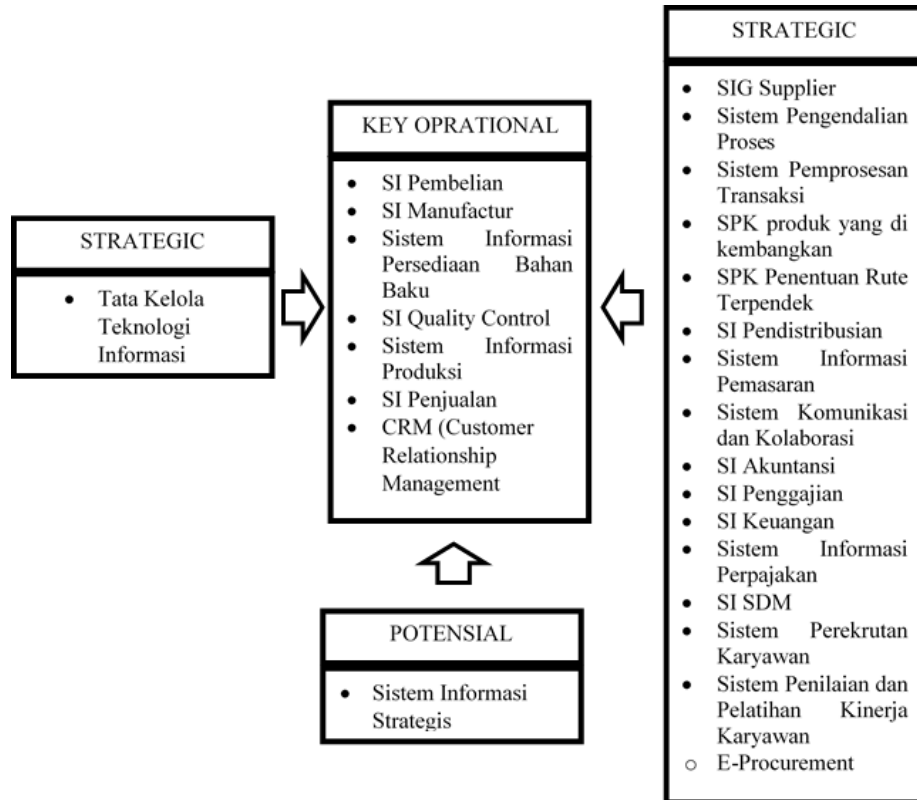 STRATEGIC
• Tata Kelola
Teknologi
Informasi
KEY OPRATIONAL
• SI Pembelian
• SI Manufactur
• Sistem Informasi
Persediaan Bahan
Baku
• SI Quality Control
• Sistem Informasi
Produksi
• SI Penjualan
• CRM (Customer
Relationship
Management
POTENSIAL
• Sistem Informasi
Strategis
STRATEGIC
• SIG Supplier
• Sistem Pengendalian
Proses
• Sistem Pemprosesan
Transaksi
• SPK produk yang di
kembangkan
• SPK Penentuan Rute
Terpendek
• SI Pendistribusian
• Sistem Informasi
Pemasaran
• Sistem Komunikasi
dan Kolaborasi
• SI Akuntansi
• SI Penggajian
• SI Keuangan
• Sistem Informasi
Perpajakan
• SI SDM
• Sistem Perekrutan
Karyawan
• Sistem Penilaian dan
Pelatihan Kinerja
Karyawan
o E-Procurement